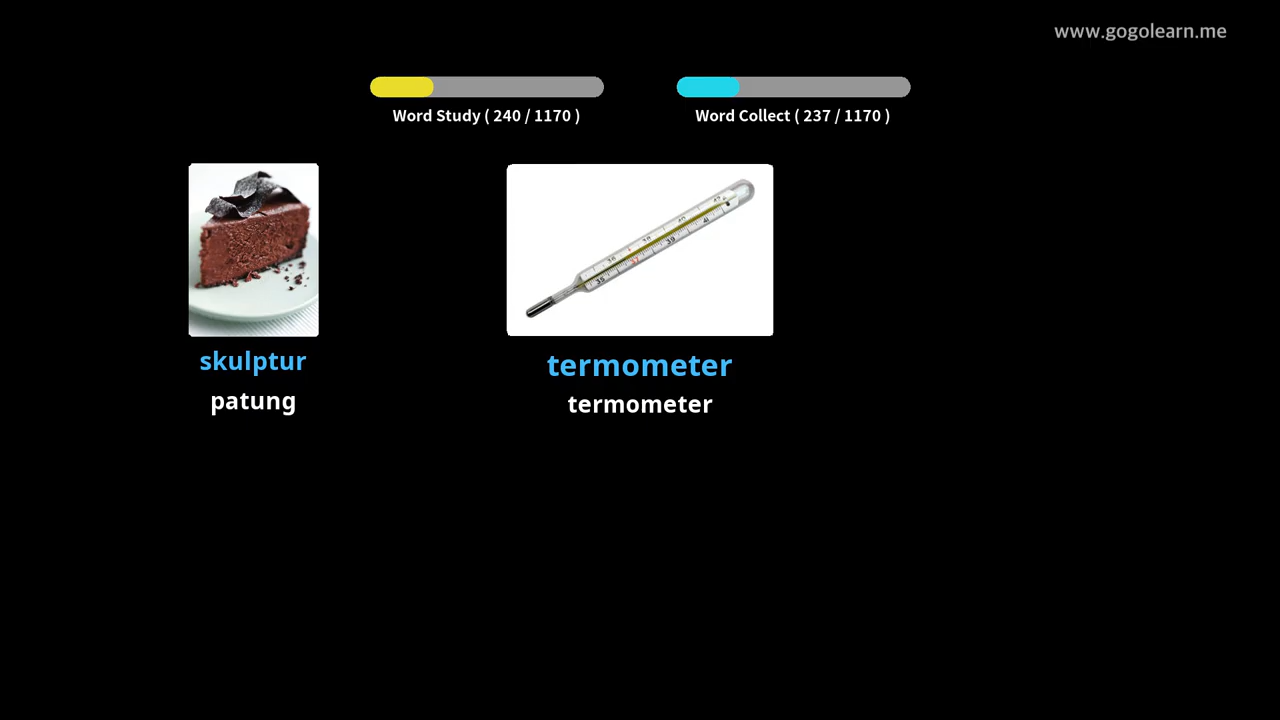 www.gogolearn.me
Word Study ( 240 / 1170 )
Word Collect ( 237 / 1170 )
skulptur
patung
termometer
termometer